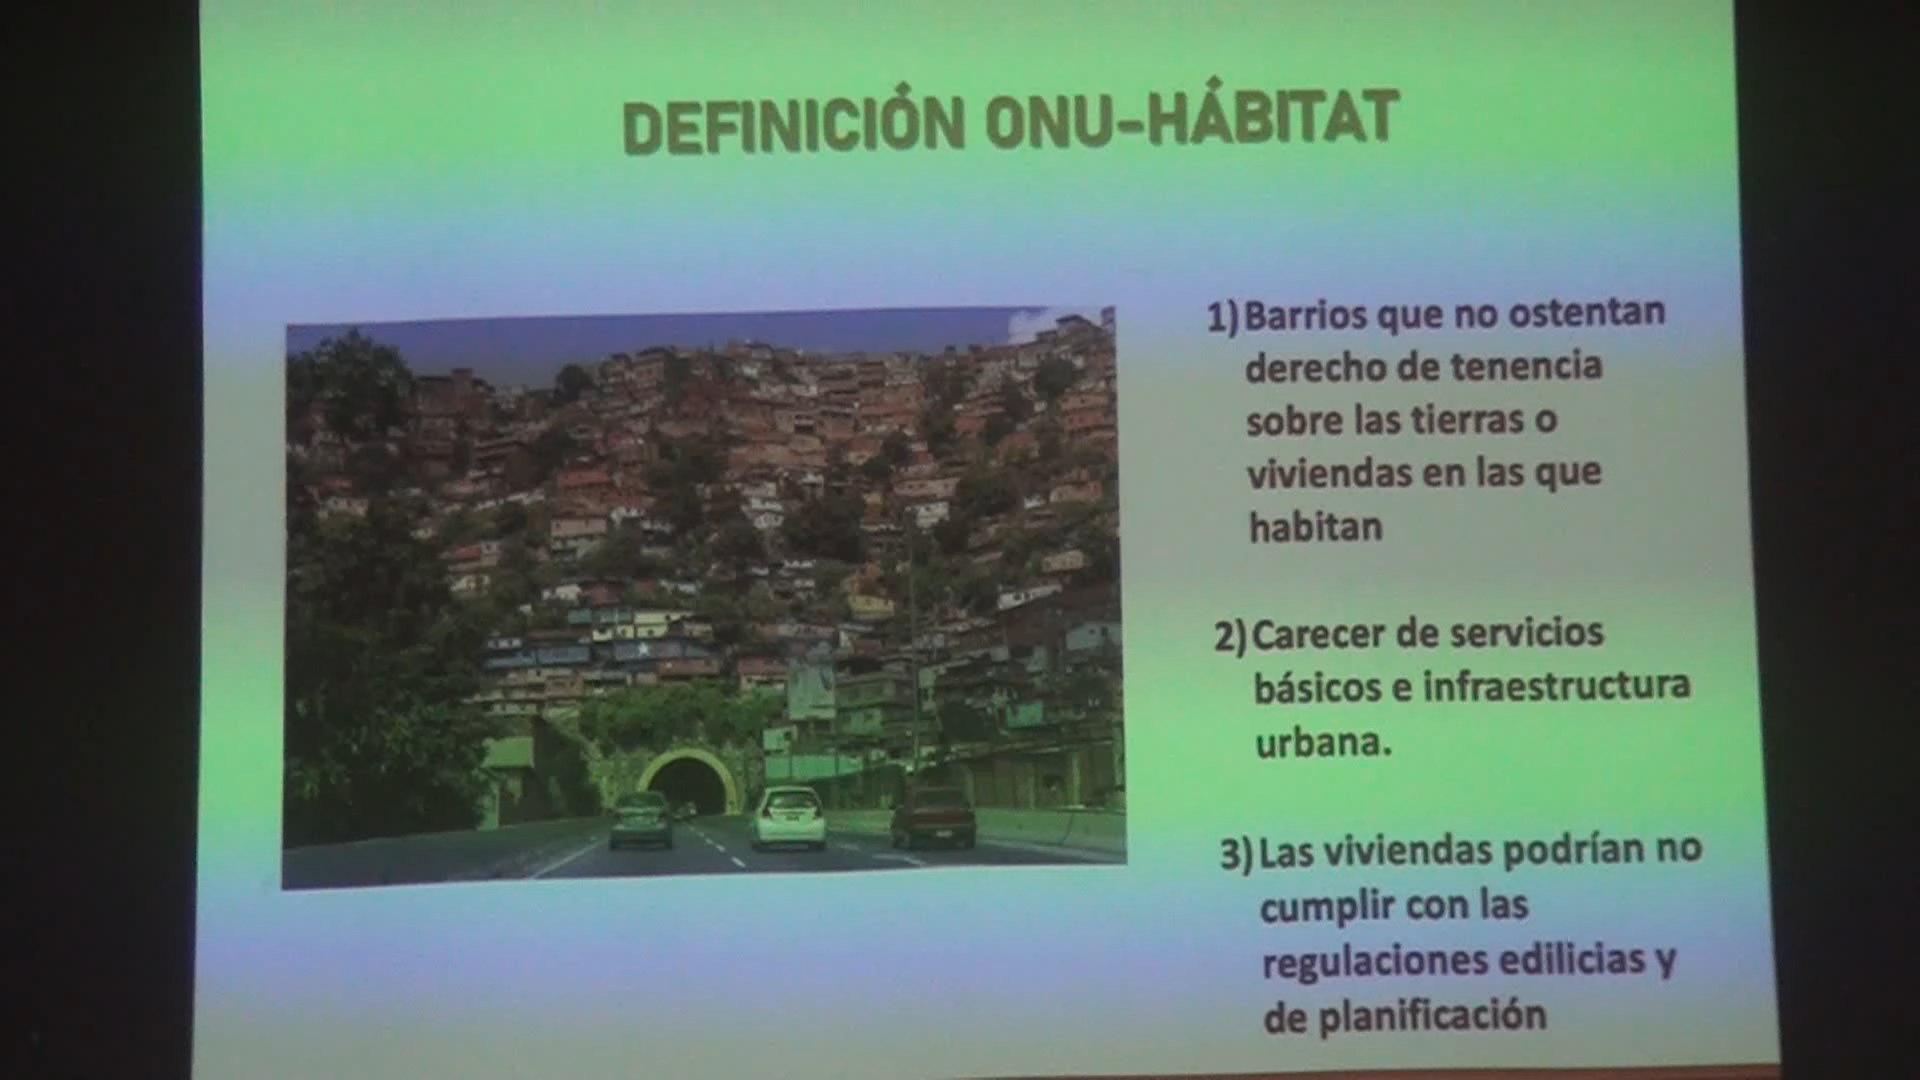 DEFINICIÓN ONU-HÁBITAT
1) Barrios que no ostentan
derecho de tenencia
sobre las tierras o
viviendas en las que
habitan
2) Carecer de servicios
básicos e infraestructura
urbana.
3) Las viviendas podrían no
cumplir con las
regulaciones edilicias y
de planificación